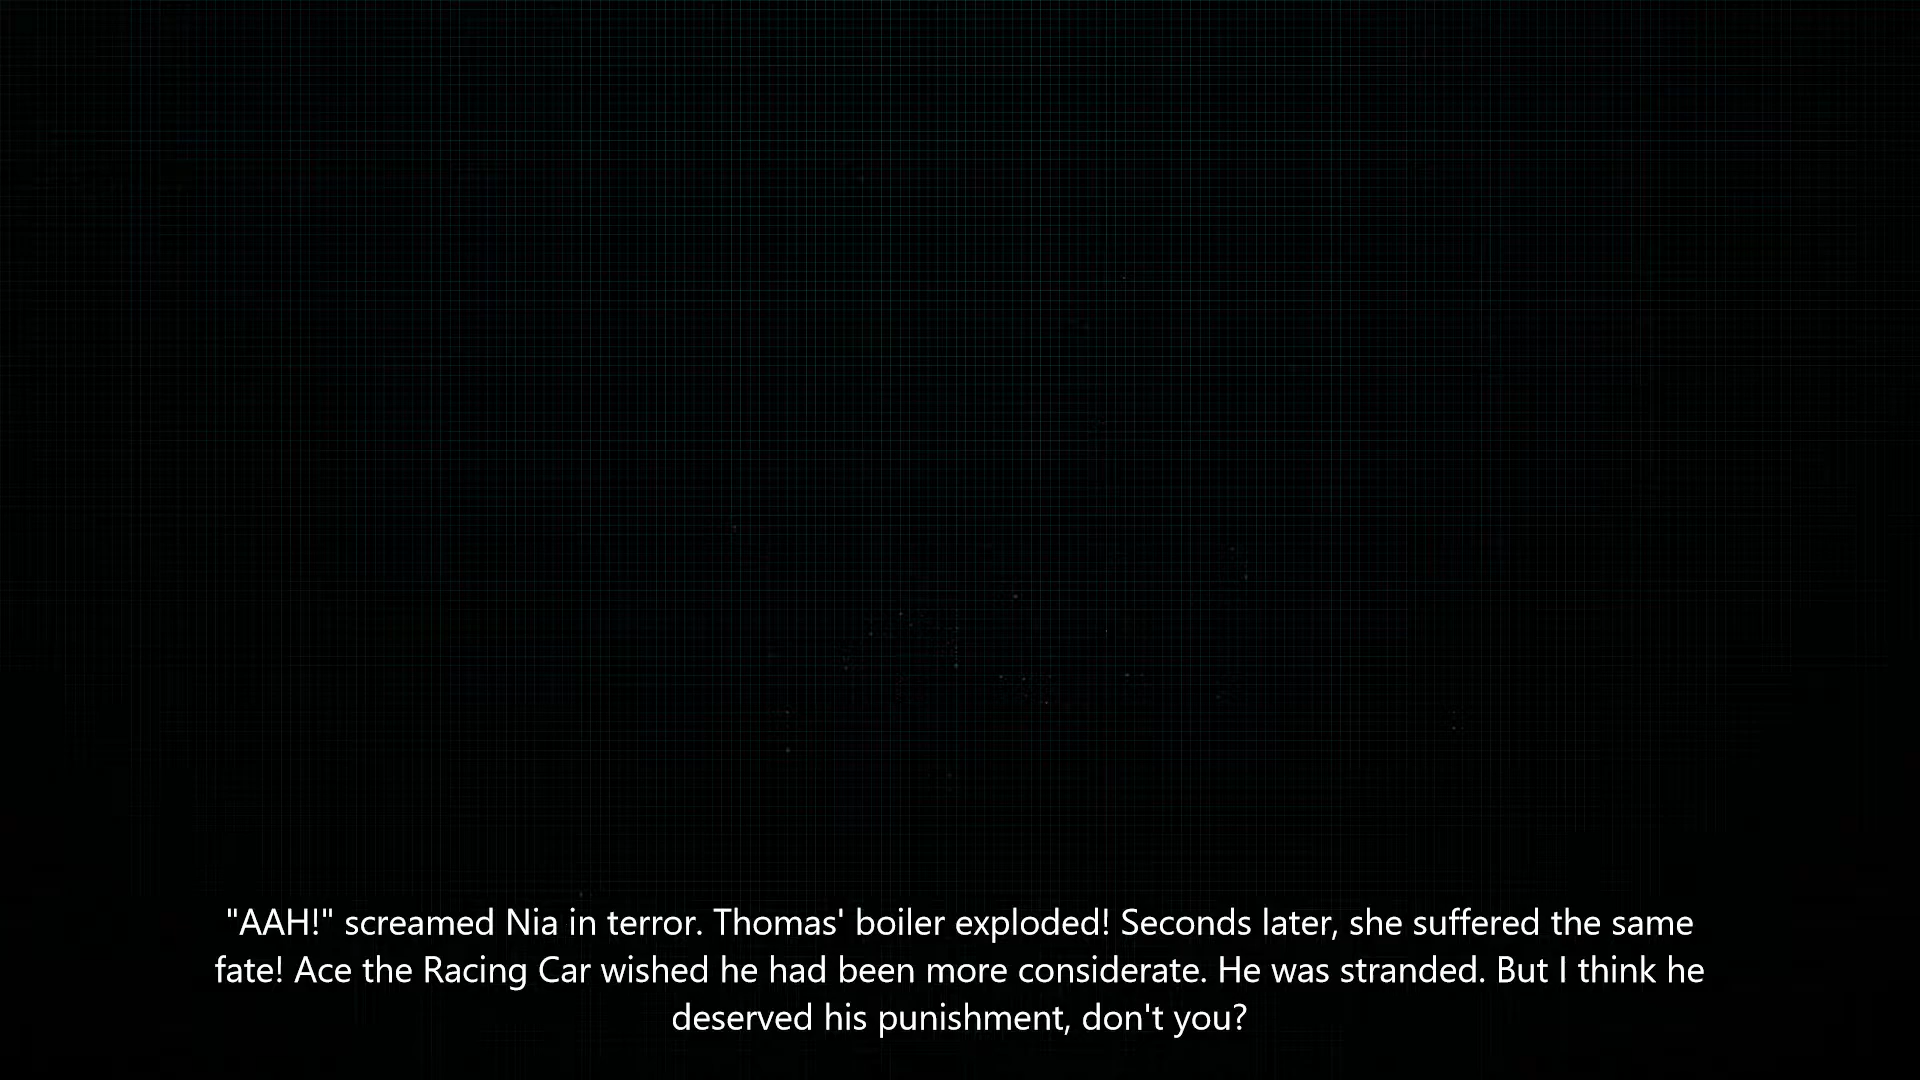 "AAH!" screamed Nia in terror. Thomas' boiler exploded! Seconds later, she suffered the same
fate! Ace the Racing Car wished he had been more considerate. He was stranded. But I think he
deserved his punishment, don't you?